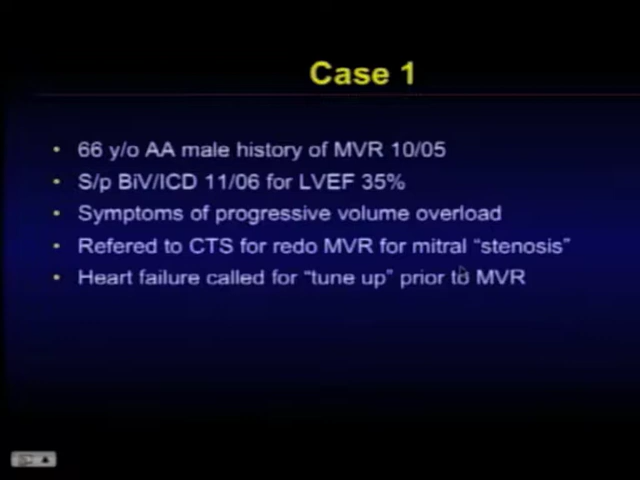 Case 1
• 66 y/o AA male history of MVR 10/05
• S/p BiV/ICD 11/06 for LVEF 35%
• Symptoms of progressive volume overload
• Refered to CTS for redo MVR for mitral “stenosis”
• Heart failure called for “tune up” prior to MVR